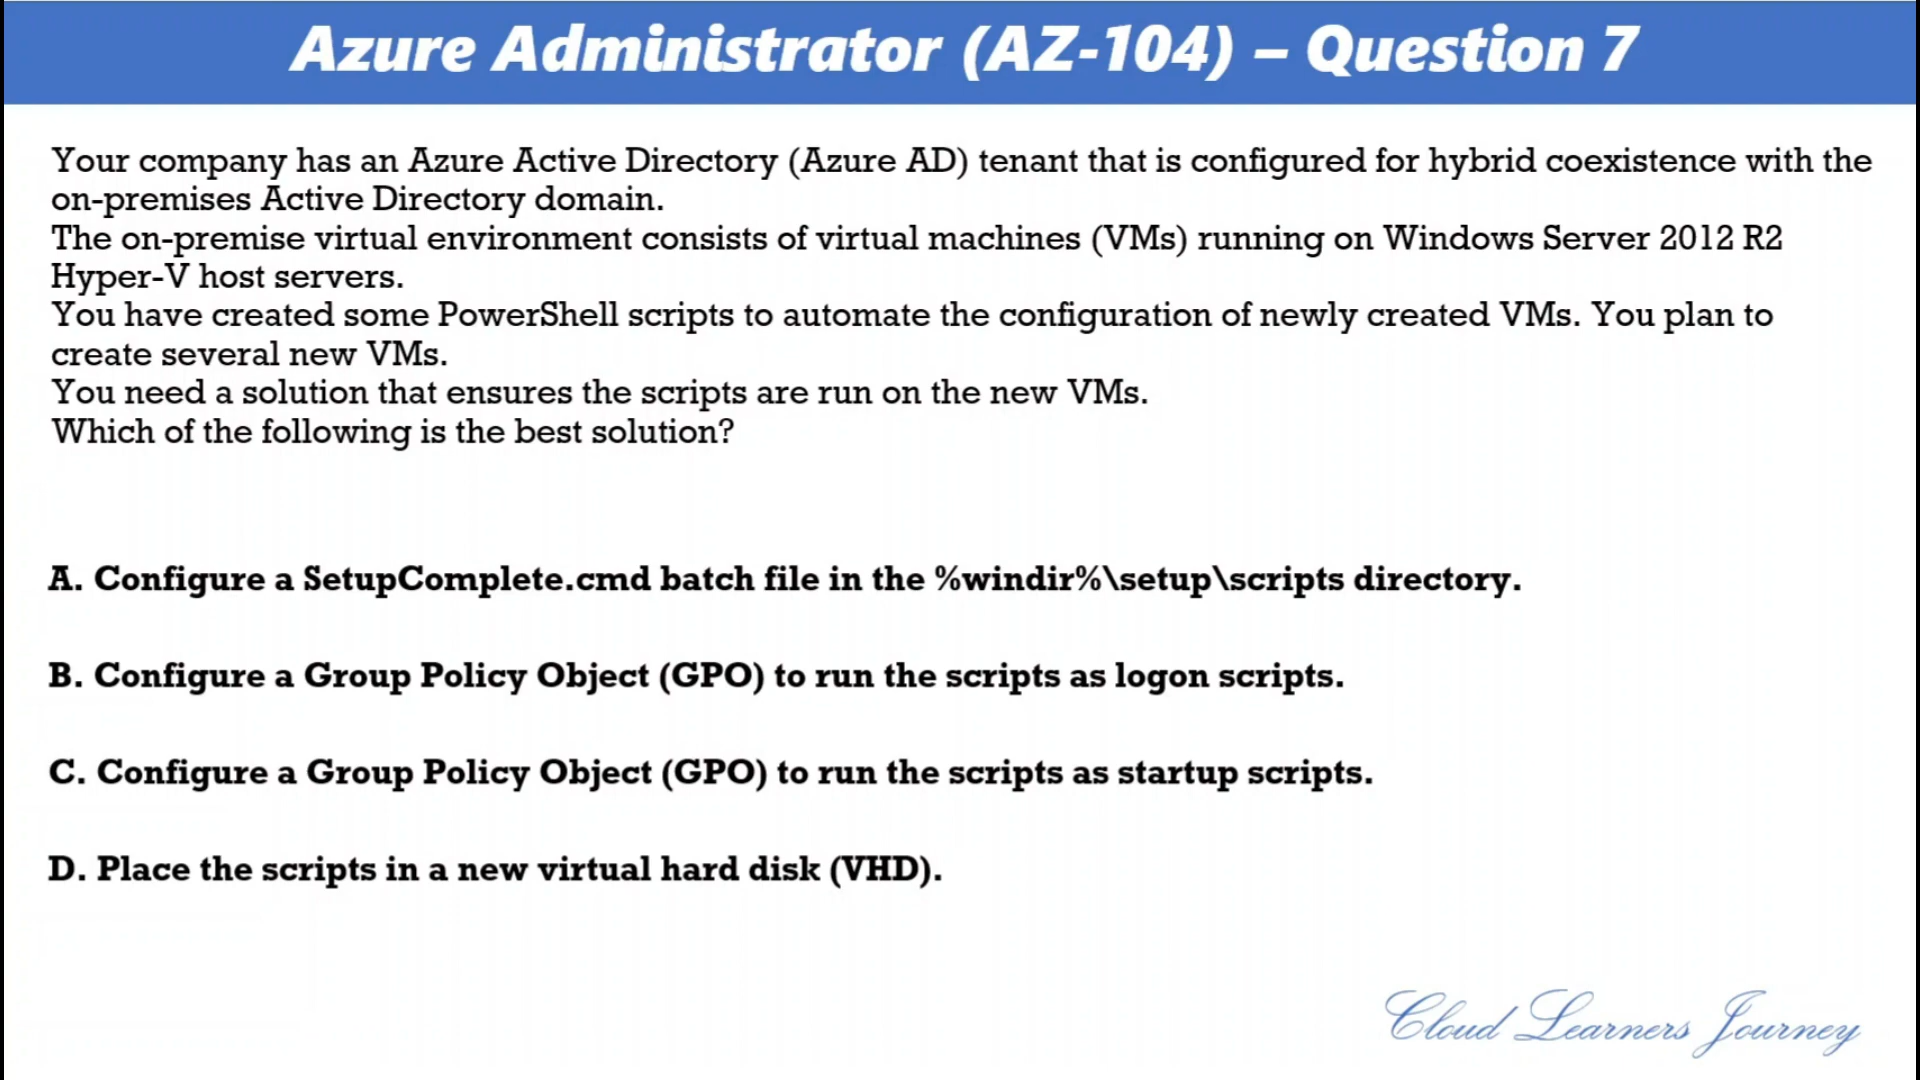 Azure Administrator (AZ-104) – Question 7
Your company has an Azure Active Directory (Azure AD) tenant that is configured for hybrid coexistence with the
on-premises Active Directory domain.
The on-premise virtual environment consists of virtual machines (VMs) running on Windows Server 2012 R2
Hyper-V host servers.
You have created some PowerShell scripts to automate the configuration of newly created VMs. You plan to
create several new VMs.
You need a solution that ensures the scripts are run on the new VMs.
Which of the following is the best solution?
A. Configure a SetupComplete.cmd batch file in the %windir%\setup\scripts directory.
B. Configure a Group Policy Object (GPO) to run the scripts as logon scripts.
C. Configure a Group Policy Object (GPO) to run the scripts as startup scripts.
D. Place the scripts in a new virtual hard disk (VHD).
Cloud Learners Journey